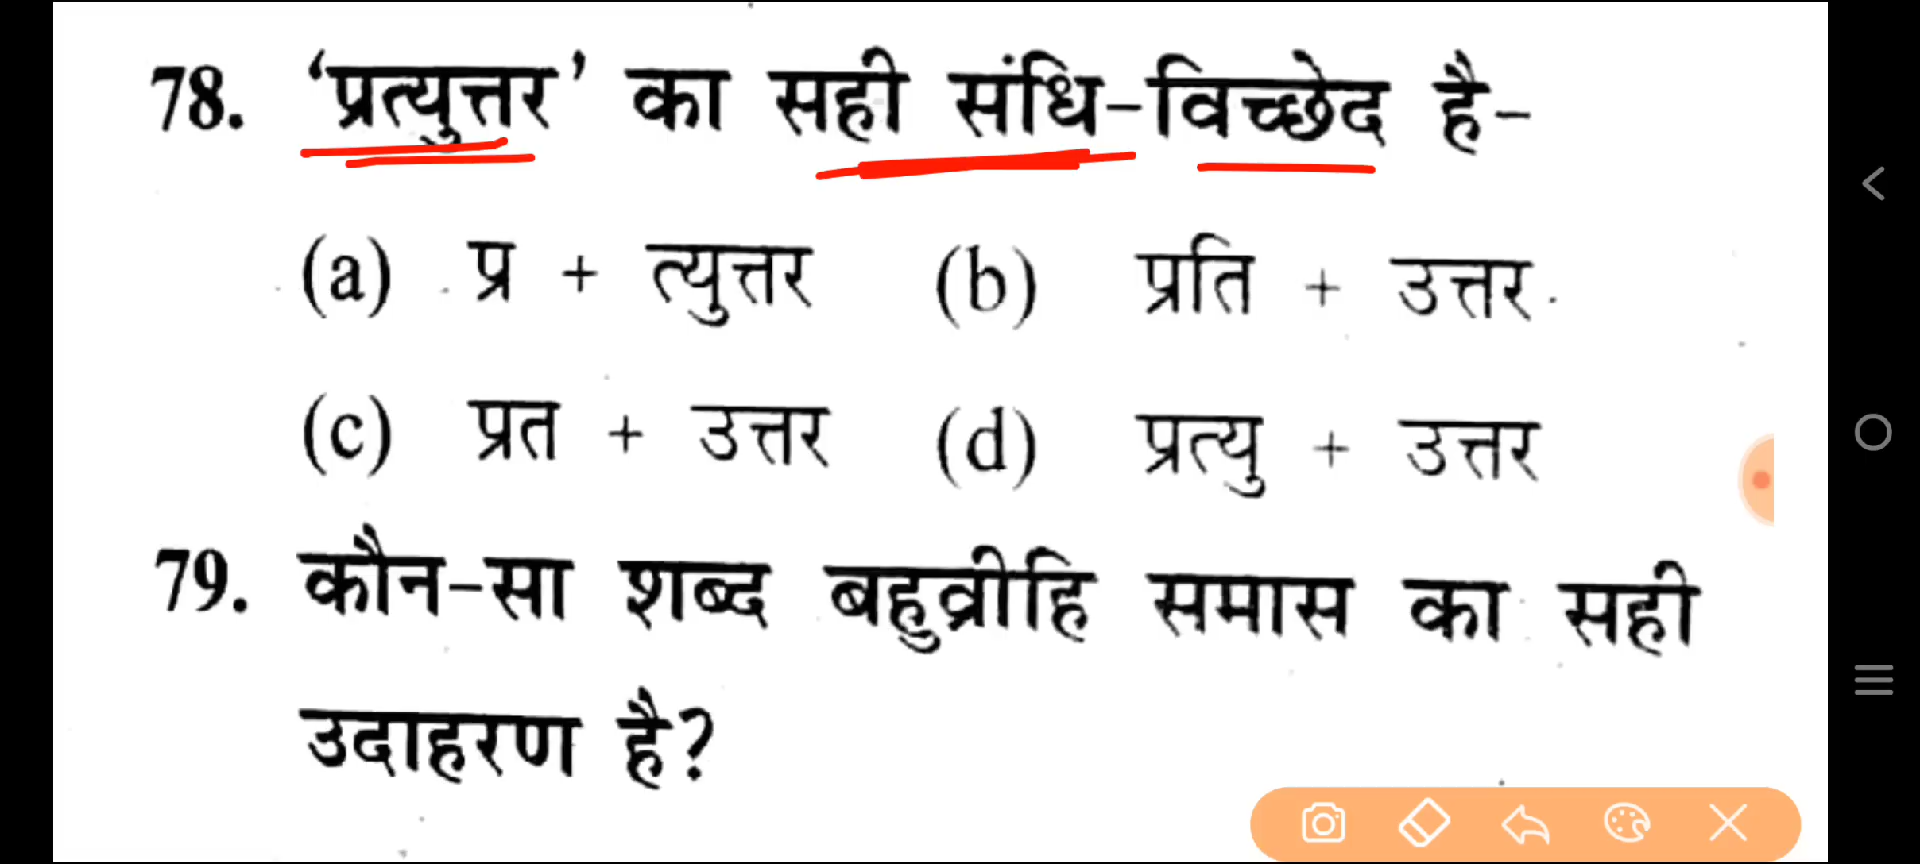 78. ‘प्रत्युत्तर’ का सही संधि-विच्छेद है-
(a) प्र + त्युत्तर (b) प्रति + उत्तर
(c) प्रत + उत्तर (d) प्रत्यु + उत्तर
79. कौन-सा शब्द बहुव्रीहि समास का सही
उदाहरण है?